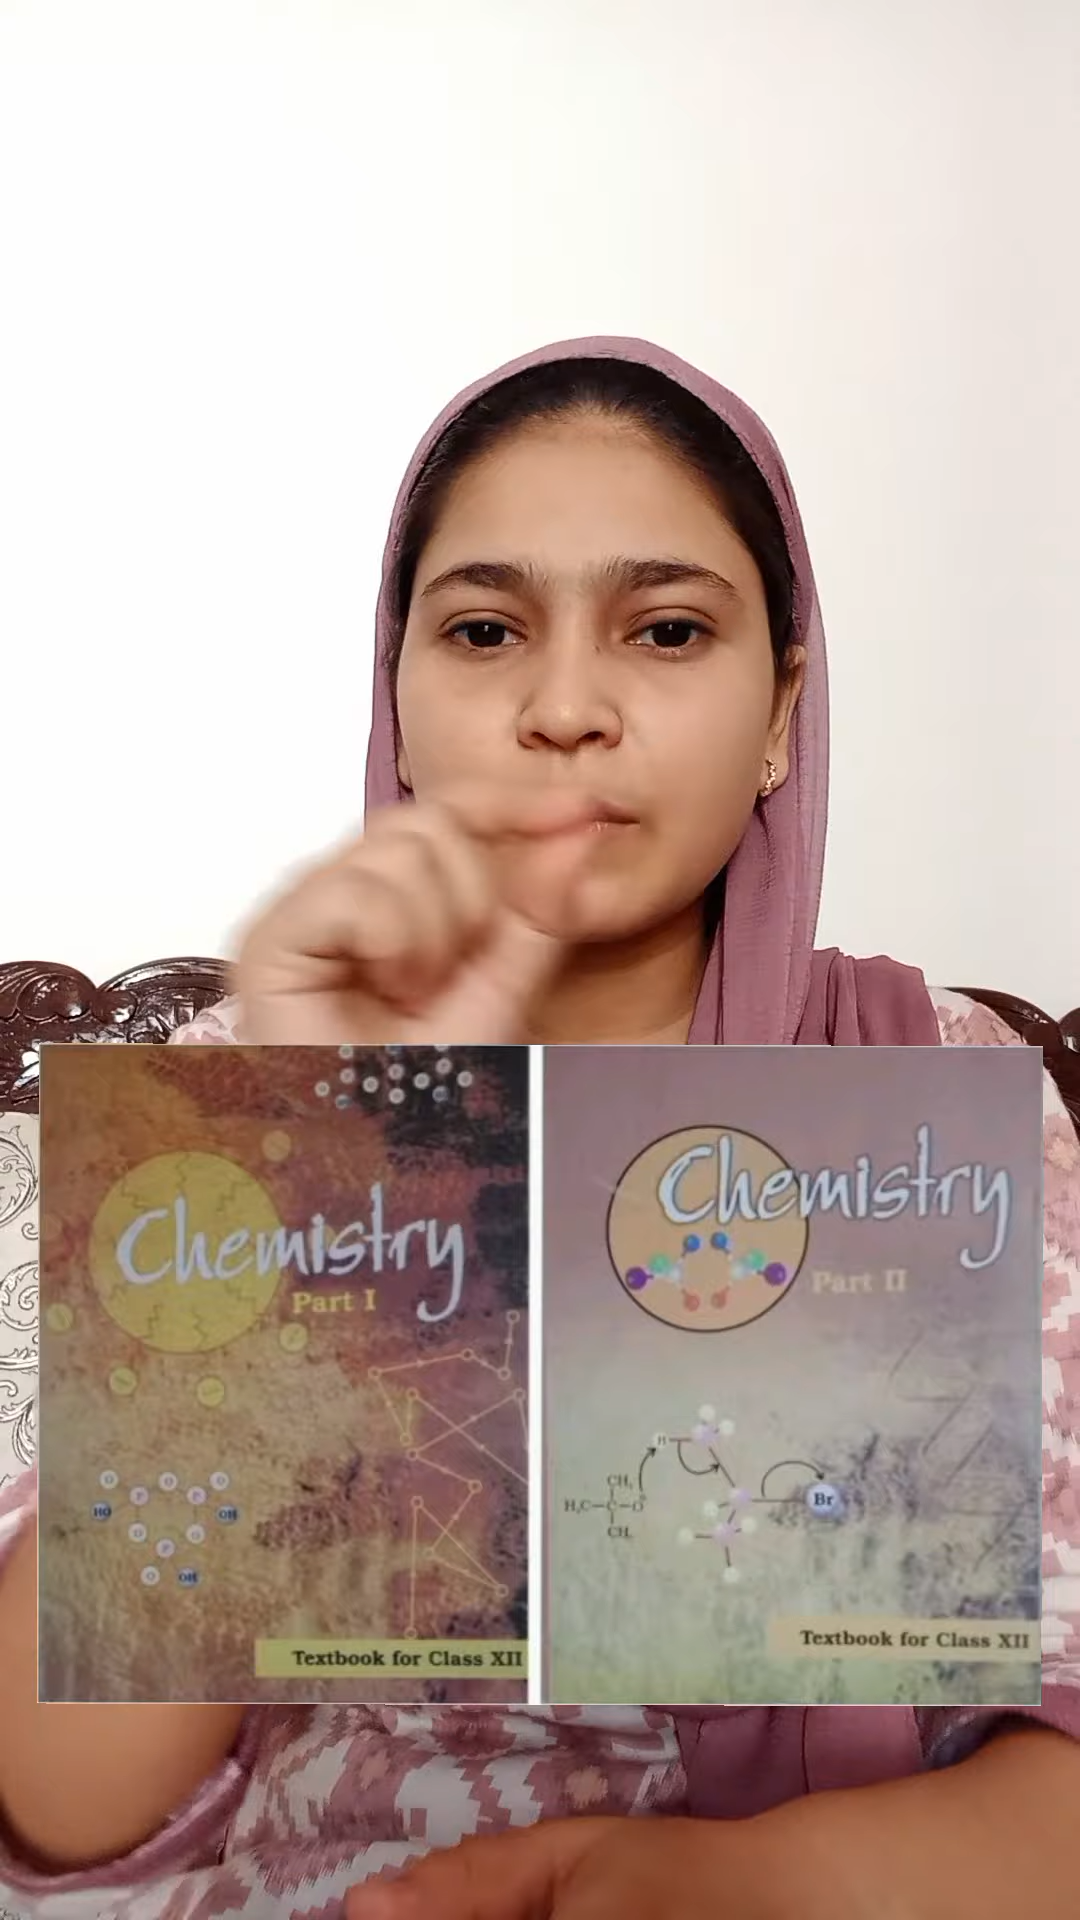 Chemistry
Part I
O
O
O
P
P
HO
OH
O
O
P
O
OH
Textbook for Class XII
Chemistry
Part II
H
CH₃
H₃C—C—O
CH₃
Br
Textbook for Class XII